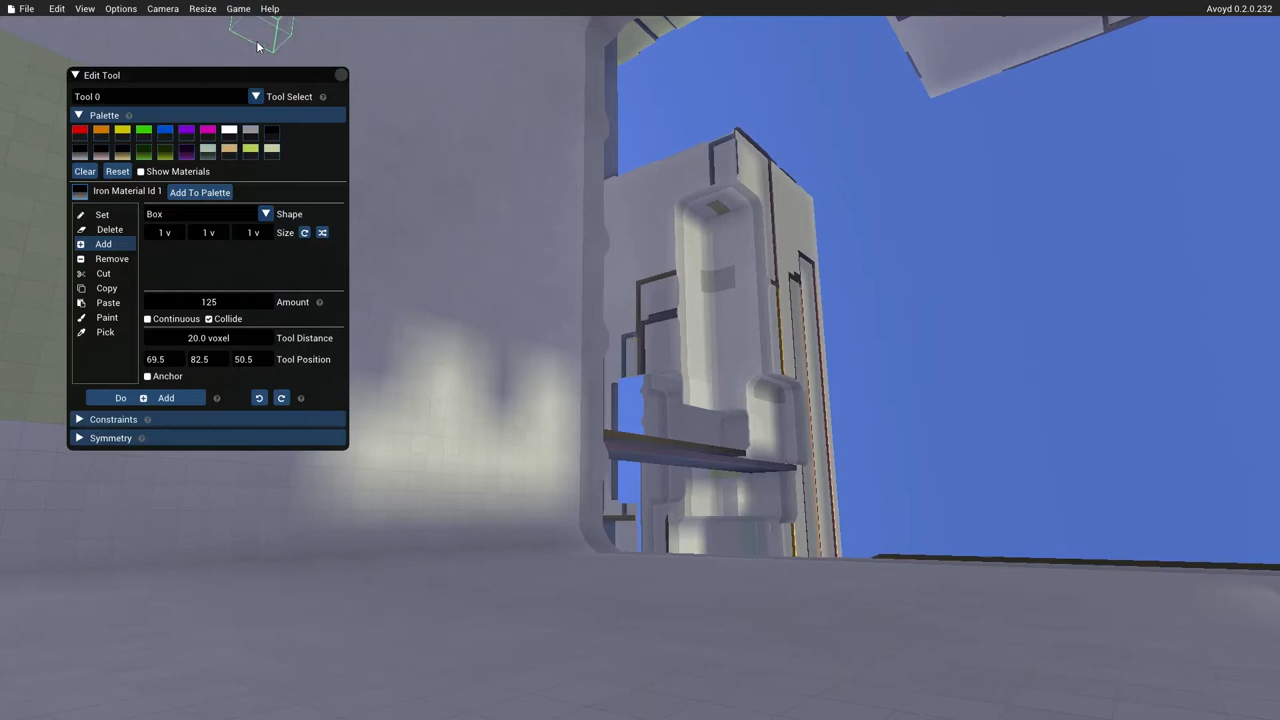 File Edit View Options Camera Resize Game Help Avoyd 0.2.0.232
Edit Tool
Tool 0 Tool Select ?
Palette ?
Clear Reset Show Materials
Iron Material Id 1 Add To Palette
Set
Delete
Add
Remove
Cut
Copy
Paste
Paint
Pick
Box Shape
1 v 1 v 1 v Size
125 Amount ?
Continuous Collide
20.0 voxel Tool Distance
69.5 82.5 50.5 Tool Position
Anchor
Do Add ? ?
Constraints ?
Symmetry ?